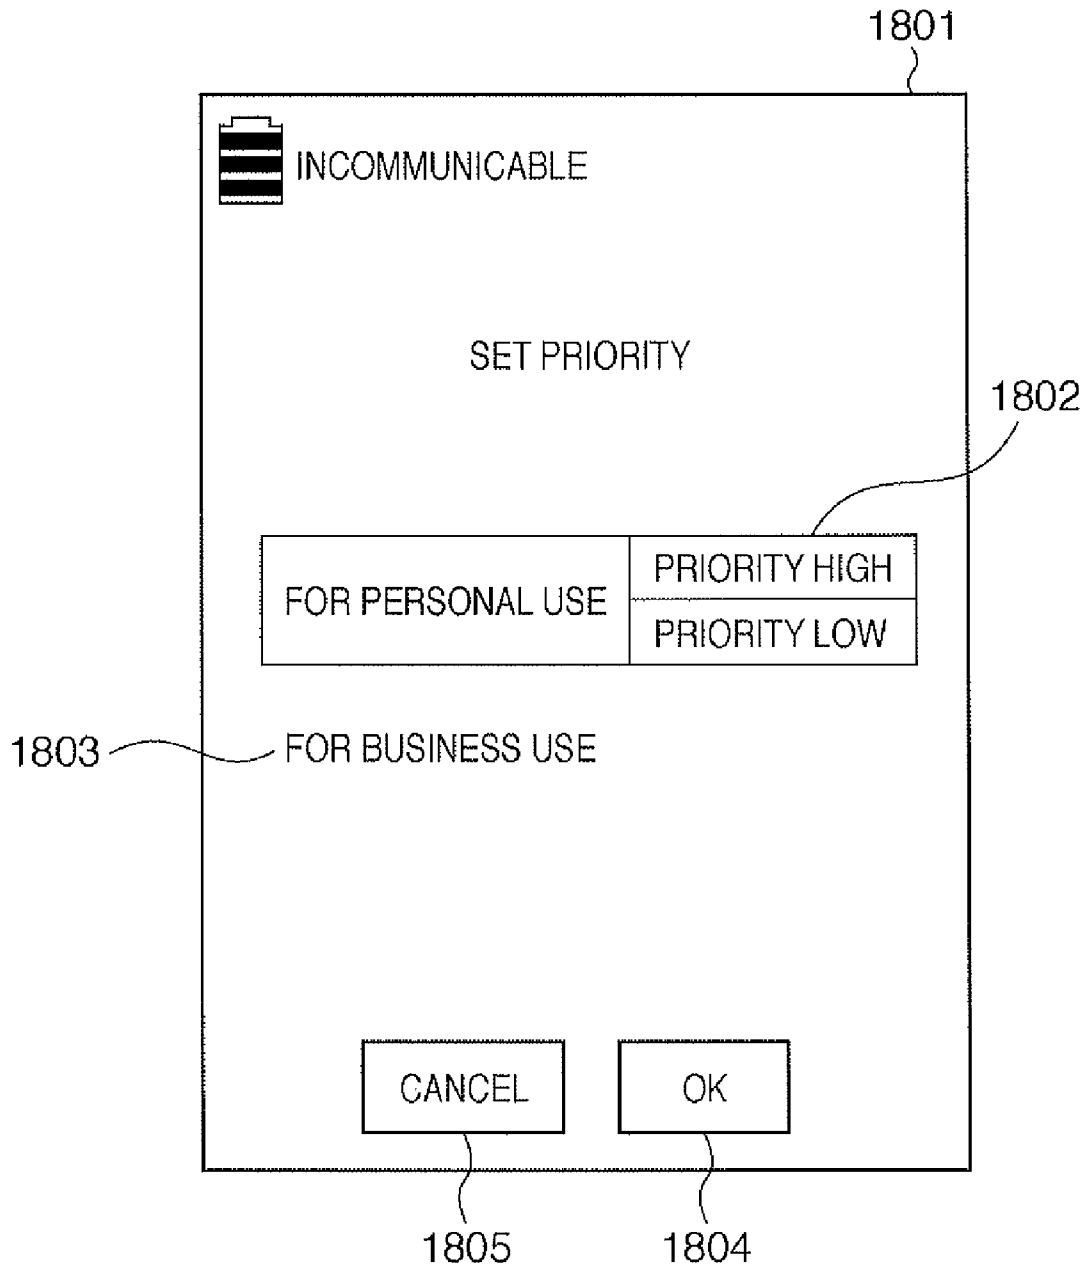 1801
INCOMMUNICABLE
SET PRIORITY
1802
PRIORITY HIGH
FOR PERSONAL USE
PRIORITY LOW
1803
FOR BUSINESS USE
CANCEL
OK
1805
1804